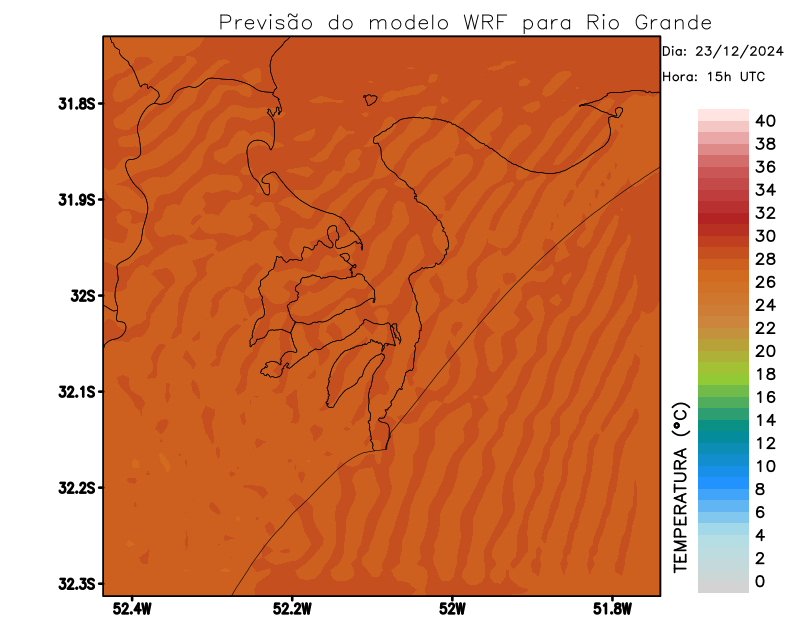 Previsão do modelo WRF para Rio Grande
Dia: 23/12/2024
Hora: 15h UTC
31.8S
31.9S
32S
32.1S
32.2S
32.3S
52.4W
52.2W
52W
51.8W
TEMPERATURA (°C)
40
38
36
34
32
30
28
26
24
22
20
18
16
14
12
10
8
6
4
2
0